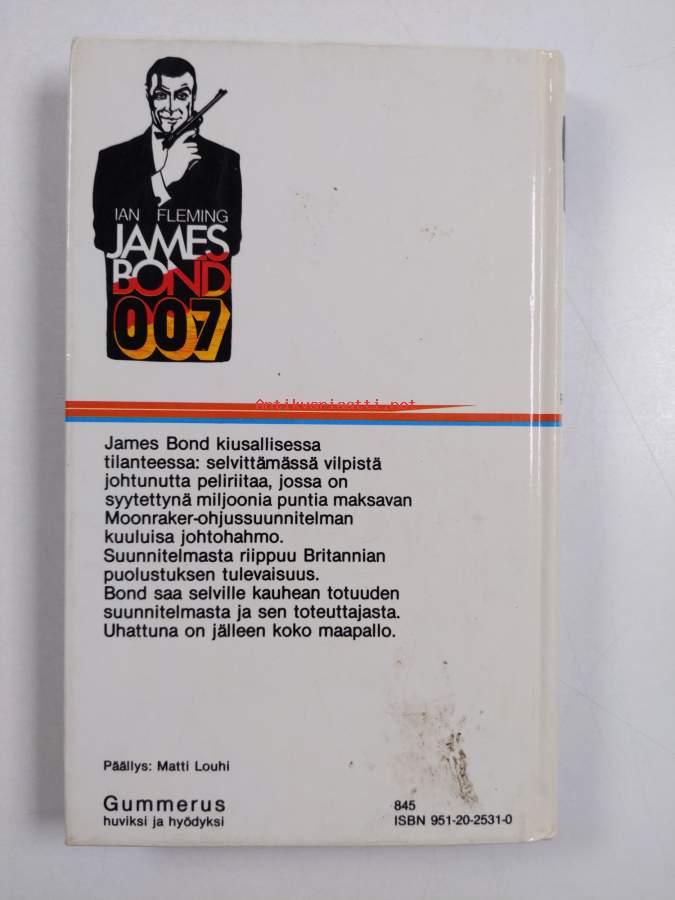 IAN FLEMING
JAMES
BOND
007
Antikvariaatti.net
James Bond kiusallisessa
tilanteessa: selvittämässä vilpistä
johtunutta peliriitaa, jossa on
syytettynä miljoonia puntia maksavan
Moonraker-ohjussuunnitelman
kuuluisa johtohahmo.
Suunnitelmasta riippuu Britannian
puolustuksen tulevaisuus.
Bond saa selville kauhean totuuden
suunnitelmasta ja sen toteuttajasta.
Uhattuna on jälleen koko maapallo.
Päällys: Matti Louhi
Gummerus
huviksi ja hyödyksi
845
ISBN 951-20-2531-0